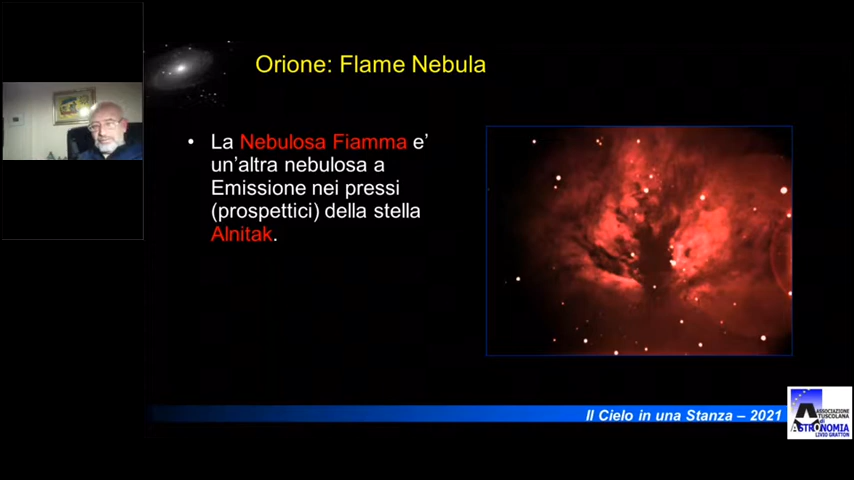 Orione: Flame Nebula
• La Nebulosa Fiamma e'
un'altra nebulosa a
Emissione nei pressi
(prospettici) della stella
Alnitak.
Il Cielo in una Stanza – 2021
ASSOCIAZIONE
TUSCOLANA
di
ASTRONOMIA
LIVIO GRATTON